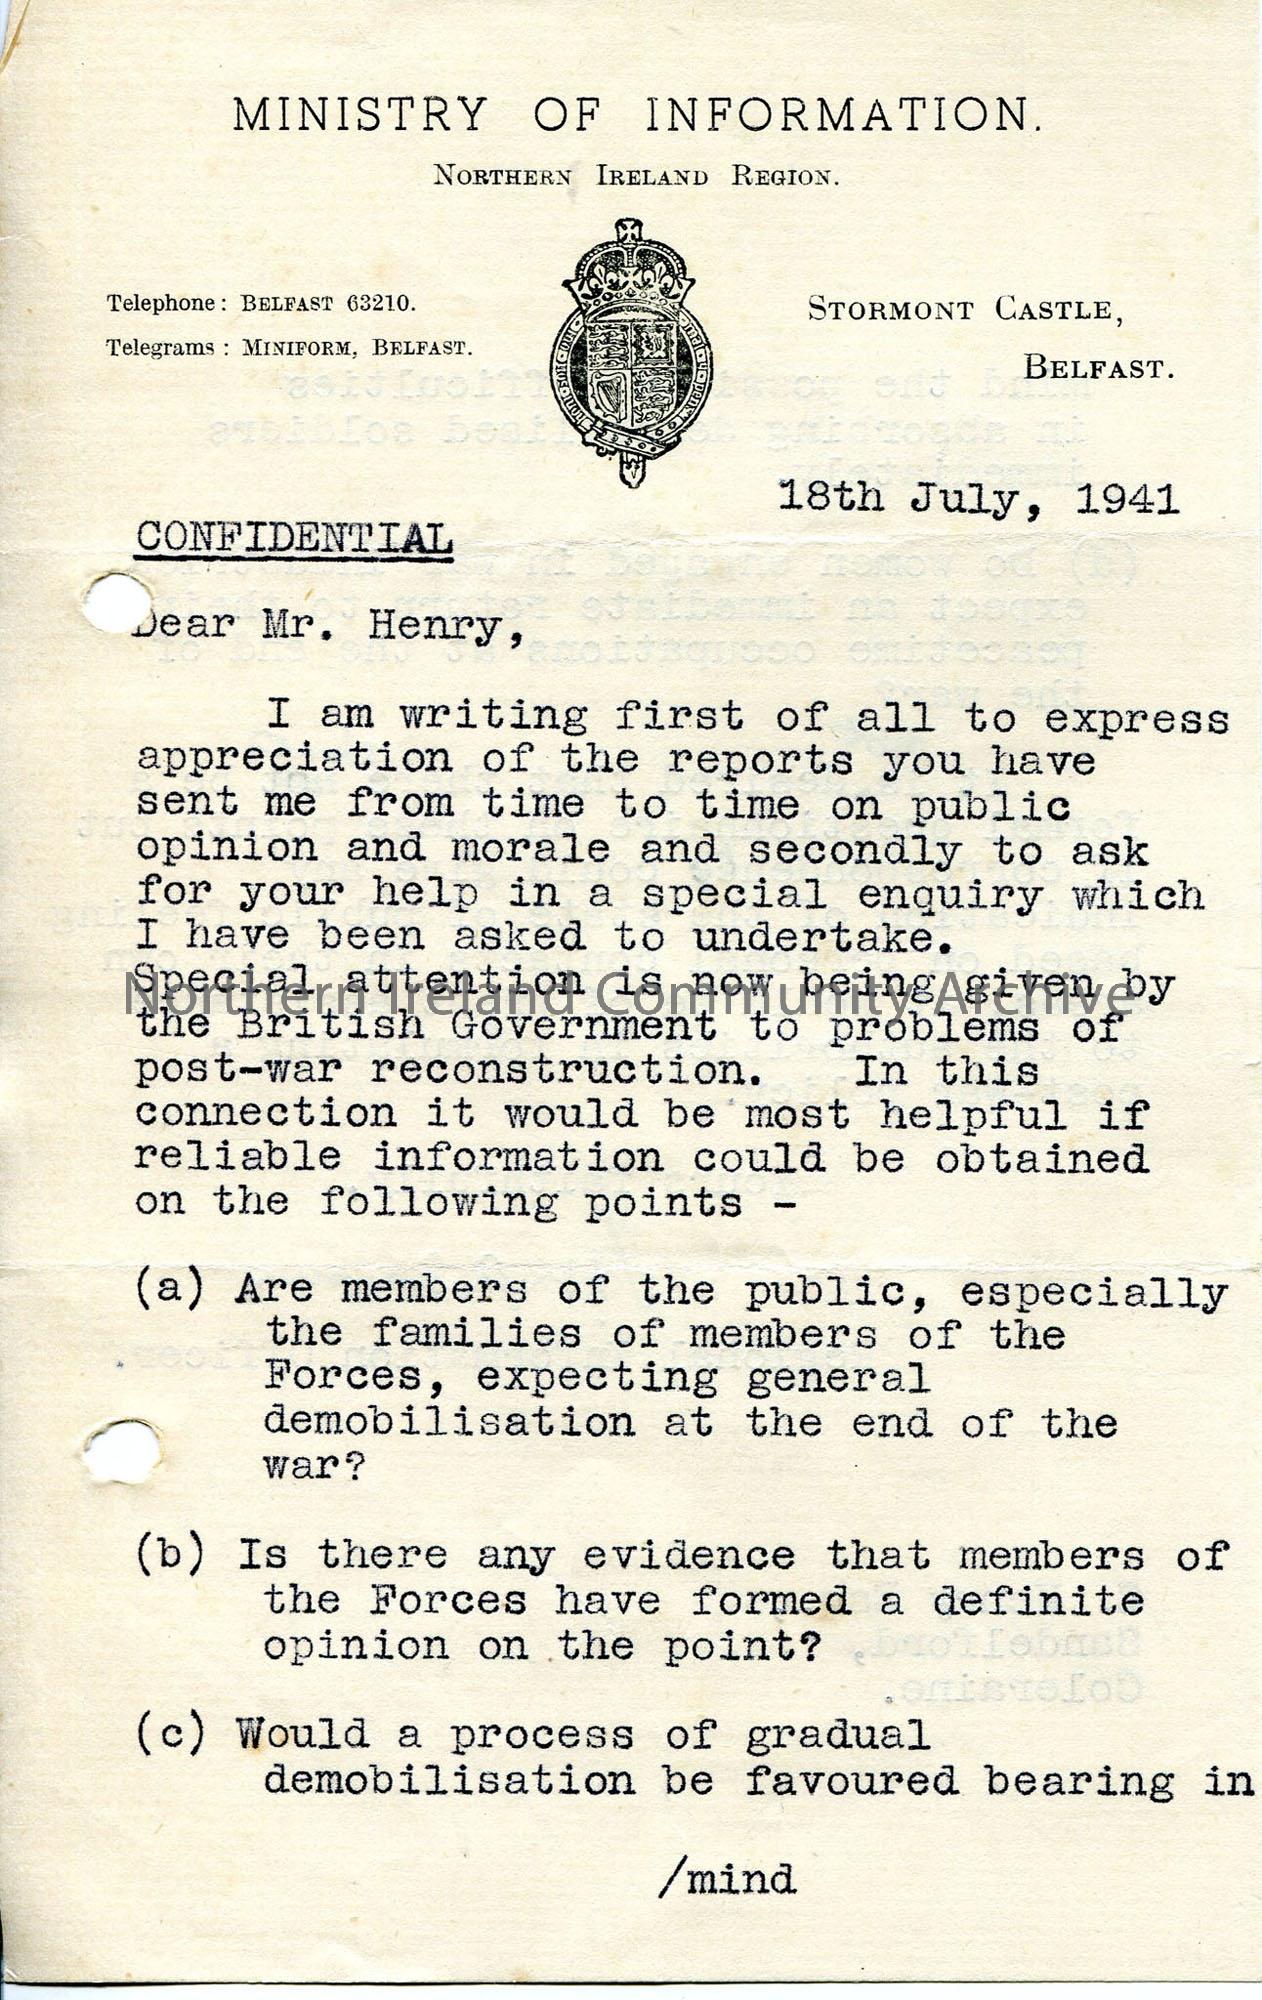 MINISTRY OF INFORMATION.
NORTHERN IRELAND REGION.
Telephone: BELFAST 63210.
Telegrams: MINIFORM, BELFAST.
STORMONT CASTLE,
BELFAST.
18th July, 1941
CONFIDENTIAL
Dear Mr. Henry,
I am writing first of all to express
appreciation of the reports you have
sent me from time to time on public
opinion and morale and secondly to ask
for your help in a special enquiry which
I have been asked to undertake.
Special attention is now being given by
Northern Ireland Community Archive
the British Government to problems of
post-war reconstruction. In this
connection it would be most helpful if
reliable information could be obtained
on the following points -
(a) Are members of the public, especially
the families of members of the
Forces, expecting general
demobilisation at the end of the
war?
(b) Is there any evidence that members of
the Forces have formed a definite
opinion on the point?
(c) Would a process of gradual
demobilisation be favoured bearing in
/mind